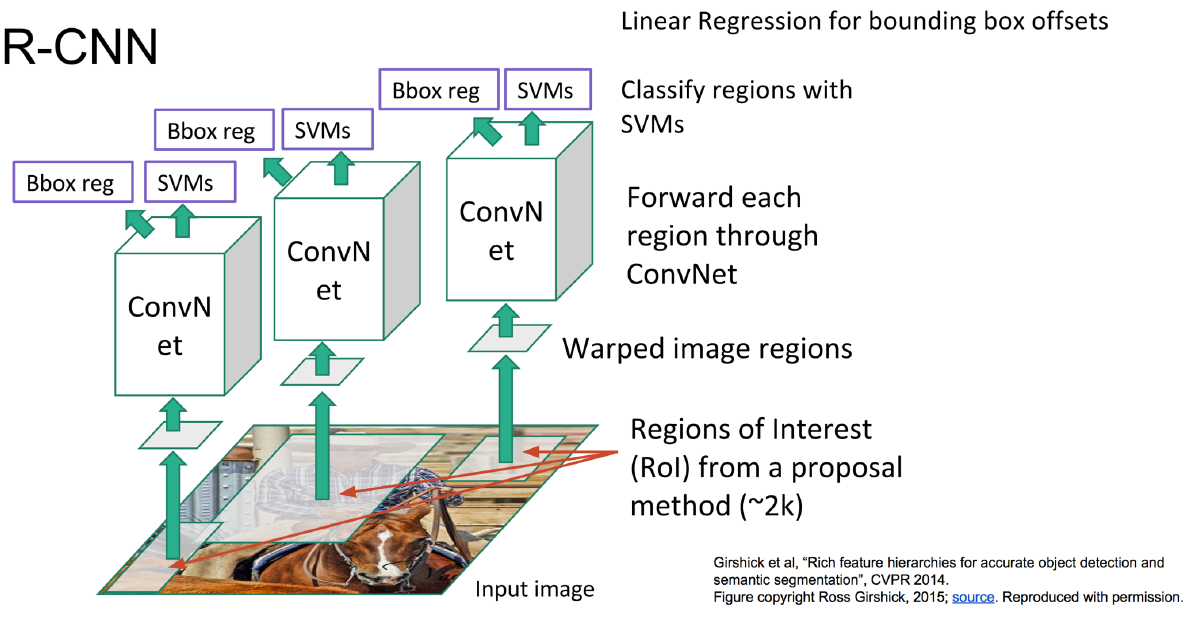 R-CNN
Linear Regression for bounding box offsets
Bbox reg
SVMs
Classify regions with
SVMs
Bbox reg
SVMs
Bbox reg
SVMs
ConvN
et
ConvN
et
ConvN
et
Forward each
region through
ConvNet
Warped image regions
Regions of Interest
(RoI) from a proposal
method (~2k)
Input image
Girshick et al, “Rich feature hierarchies for accurate object detection and
semantic segmentation”, CVPR 2014.
Figure copyright Ross Girshick, 2015; source. Reproduced with permission.